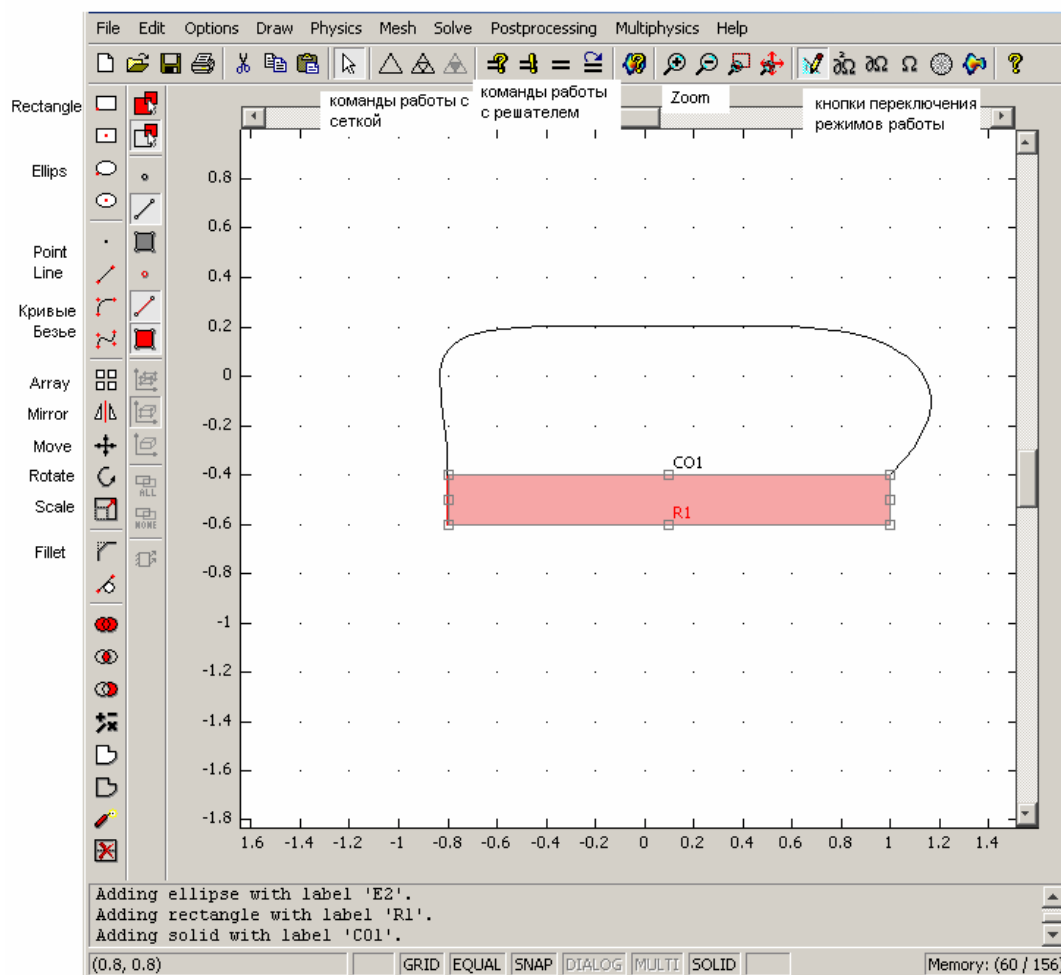 File Edit Options Draw Physics Mesh Solve Postprocessing Multiphysics Help
Rectangle
команды работы с
сеткой
команды работы
с решателем
Zoom
кнопки переключения
режимов работы
Ellips
Point
Line
Кривые
Безье
Array
Mirror
Move
Rotate
Scale
Fillet
ALL
NONE
0.8
0.6
0.4
0.2
0
-0.2
-0.4
-0.6
-0.8
-1
-1.2
-1.4
-1.6
-1.8
CO1
R1
1.6 -1.4 -1.2 -1 -0.8 -0.6 -0.4 -0.2 0 0.2 0.4 0.6 0.8 1 1.2 1.4
Adding ellipse with label 'E2'.
Adding rectangle with label 'R1'.
Adding solid with label 'CO1'.
(0.8, 0.8) GRID EQUAL SNAP DIALOG MULTI SOLID Memory: (60 / 156